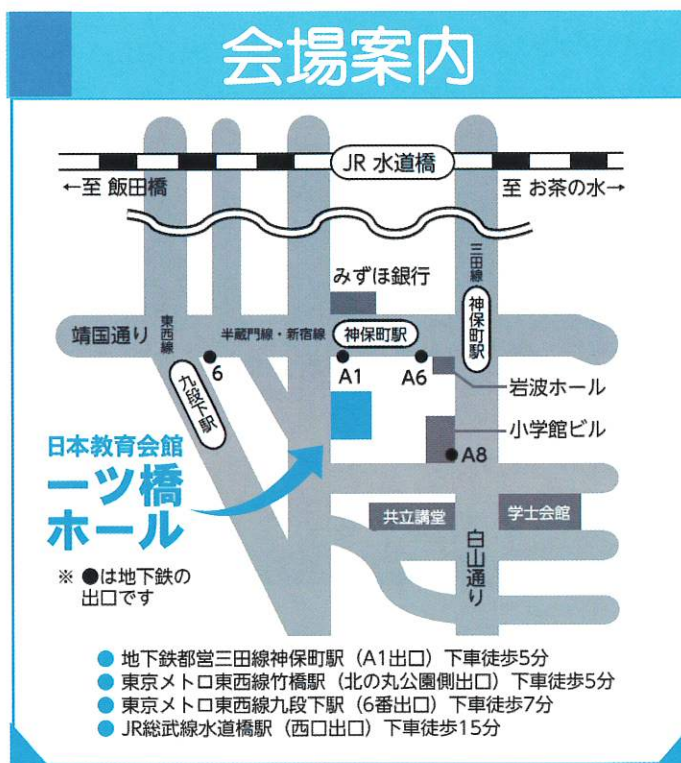 会場案内
JR 水道橋
←至 飯田橋
至 お茶の水→
みずほ銀行
三田線
神保町駅
靖国通り
東西線
半蔵門線・新宿線
神保町駅
6
A1
A6
九段下駅
岩波ホール
小学館ビル
A8
日本教育会館
一ツ橋
ホール
共立講堂
学士会館
白山通り
※ ●は地下鉄の
出口です
● 地下鉄都営三田線神保町駅（A1出口）下車徒歩5分
● 東京メトロ東西線竹橋駅（北の丸公園側出口）下車徒歩5分
● 東京メトロ東西線九段下駅（6番出口）下車徒歩7分
● JR総武線水道橋駅（西口出口）下車徒歩15分